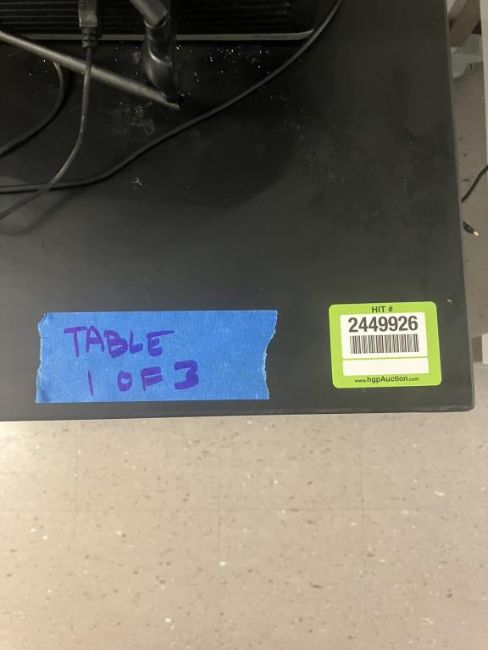 TABLE
1 OF 3
HIT #
2449926
www.hgpAuction.com